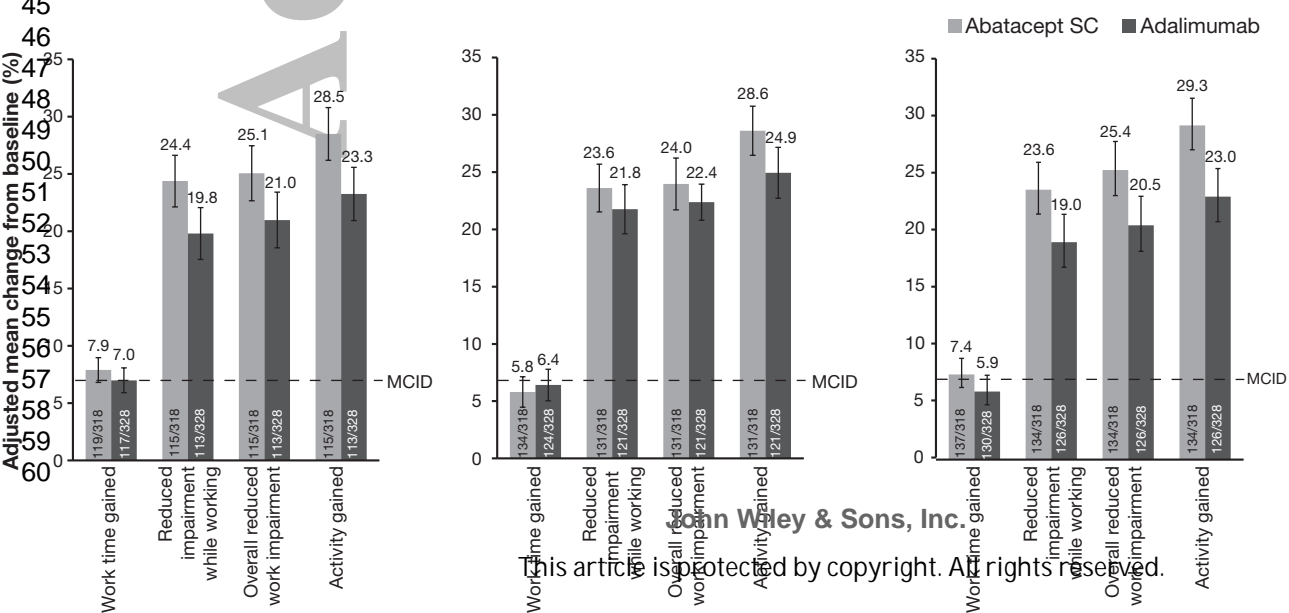 45
46
47
48
49
50
51
52
53
54
55
56
57
58
59
60
A
Abatacept SC Adalimumab
Adjusted mean change from baseline (%)
35
30
25
20
15
10
5
0
7.9 7.0
24.4 19.8
25.1 21.0
28.5 23.3
MCID
119/318 117/328
115/318 113/328
115/318 113/328
115/318 113/328
Work time gained
Reduced
impairment
while working
Overall reduced
work impairment
Activity gained
35
30
25
20
15
10
5
0
5.8 6.4
23.6 21.8
24.0 22.4
28.6 24.9
MCID
134/318 124/328
131/318 121/328
131/318 121/328
131/318 121/328
Work time gained
Reduced
impairment
while working
Overall reduced
work impairment
Activity gained
35
30
25
20
15
10
5
0
7.4 5.9
23.6 19.0
25.4 20.5
29.3 23.0
MCID
137/318 130/328
134/318 126/328
134/318 126/328
134/318 126/328
Work time gained
Reduced
impairment
while working
Overall reduced
work impairment
Activity gained
John Wiley & Sons, Inc.
This article is protected by copyright. All rights reserved.